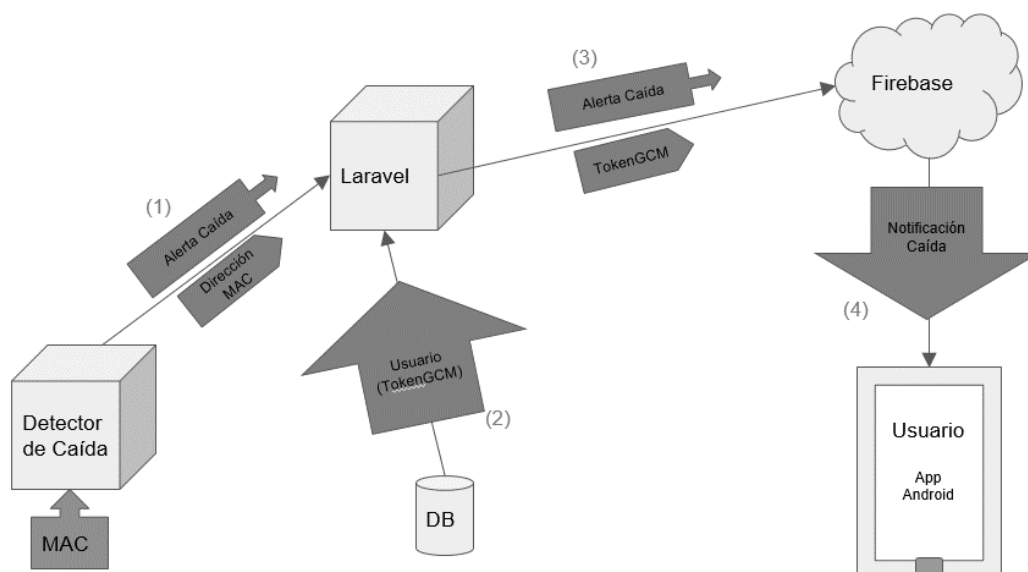 (1)
Alerta Caída
Dirección
MAC
Detector
de Caída
MAC
Laravel
Usuario
(TokenGCM)
(2)
DB
(3)
Alerta Caída
TokenGCM
Firebase
Notificación
Caída
(4)
Usuario
App
Android